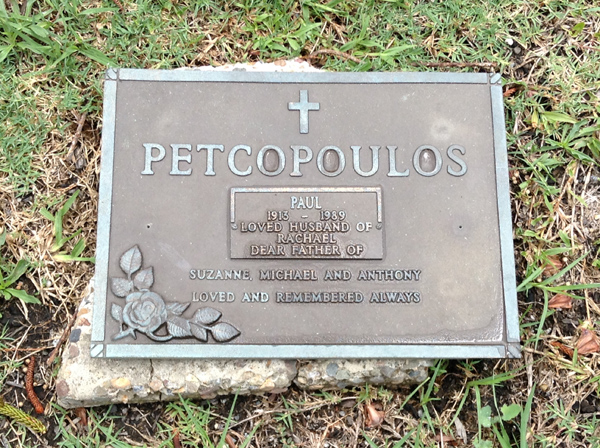 PETCOPOULOS
PAUL
1913 - 1989
LOVED HUSBAND OF
RACHAEL
DEAR FATHER OF
SUZANNE, MICHAEL AND ANTHONY
LOVED AND REMEMBERED ALWAYS